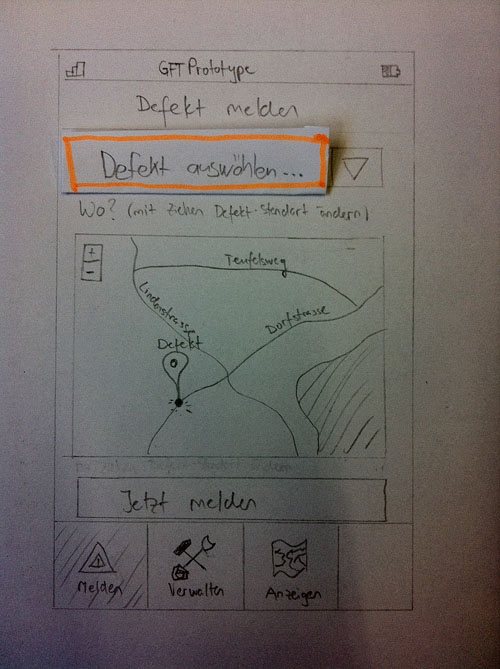 GFT Prototype
Defekt melden
Defekt auswählen...
Wo? (mit ziehen Defekt-Standort ändern)
+
-
Teufelsweg
Lindenstrasse
Dorfstrasse
Defekt
Jetzt melden
Melden
Verwalten
Anzeigen